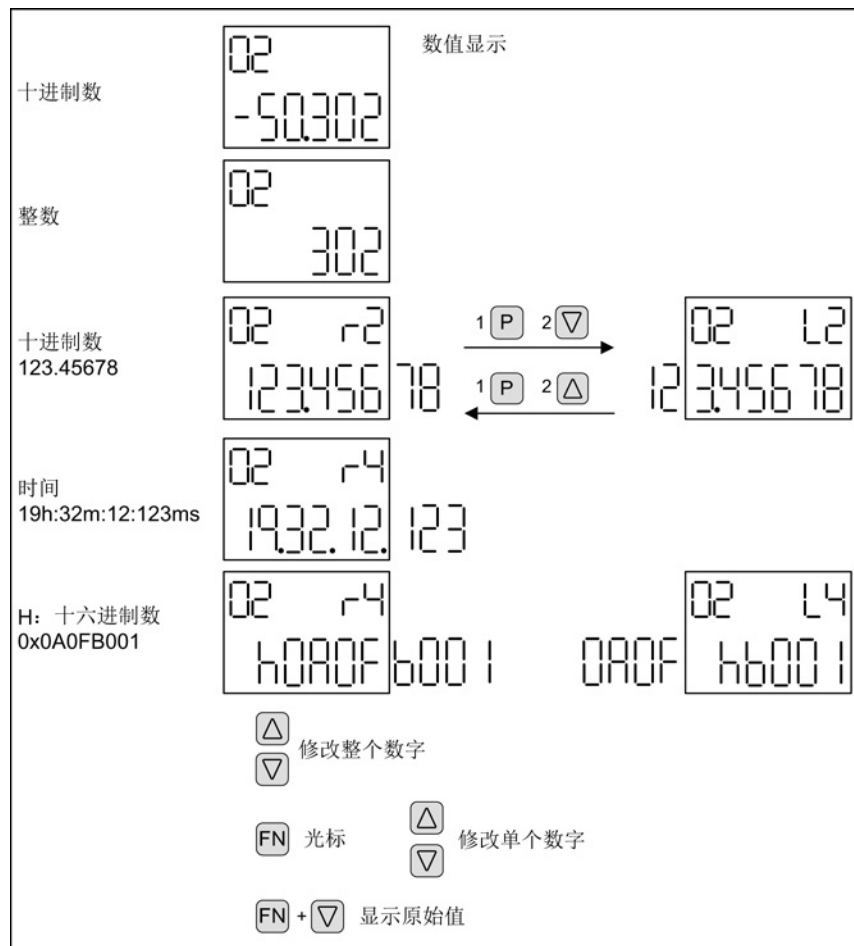 数值显示
十进制数
02
-50.302
整数
02
302
十进制数
123.45678
02 r2
123.456 78
1 P 2 ▽
1 P 2 △
02 L2
12 3.45678
时间
19h:32m:12:123ms
02 r4
19.32.12. 123
H：十六进制数
0x0A0FB001
02 r4
h0A0F b001
02 L4
0A0F hb001
△
▽
修改整个数字
FN 光标
△
▽
修改单个数字
FN + ▽ 显示原始值